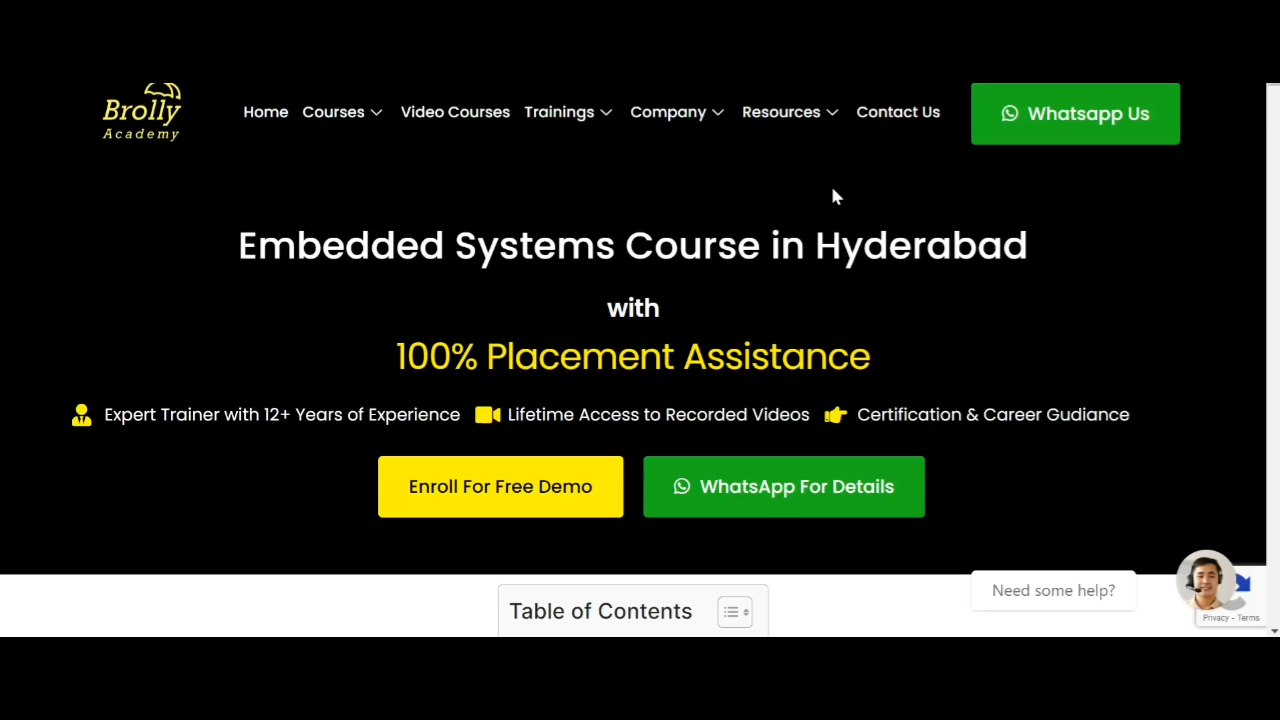 Brolly
Academy
Home Courses Video Courses Trainings Company Resources Contact Us
Whatsapp Us
Embedded Systems Course in Hyderabad
with
100% Placement Assistance
Expert Trainer with 12+ Years of Experience Lifetime Access to Recorded Videos Certification & Career Gudiance
Enroll For Free Demo WhatsApp For Details
Need some help?
Table of Contents
Privacy - Terms